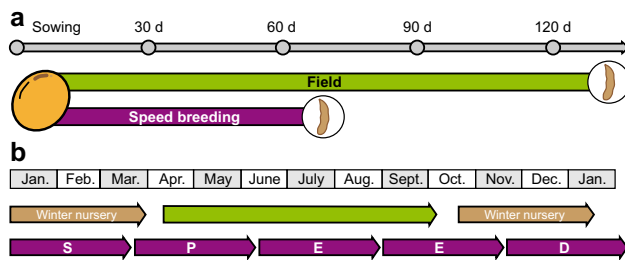 a
Sowing 30 d 60 d 90 d 120 d
Field
Speed breeding
b
Jan. Feb. Mar. Apr. May June July Aug. Sept. Oct. Nov. Dec. Jan.
Winter nursery Winter nursery
S P E E D